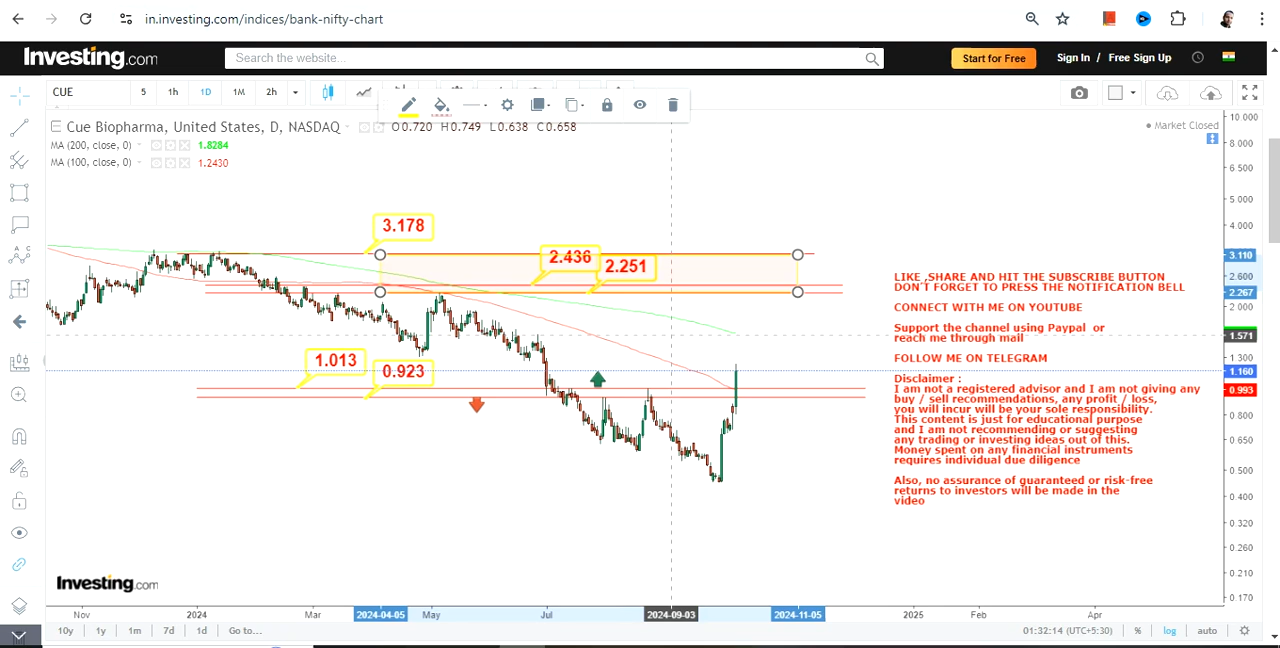 in.investing.com/indices/bank-nifty-chart
Investing.com
Search the website...
Start for Free
Sign In / Free Sign Up
CUE
5
1h
1D
1M
2h
Cue Biopharma, United States, D, NASDAQ
O0.720 H0.749 L0.638 C0.658
Market Closed
MA (200, close, 0)
1.8284
MA (100, close, 0)
1.2430
3.178
2.436
2.251
1.013
0.923
LIKE ,SHARE AND HIT THE SUBSCRIBE BUTTON
DON'T FORGET TO PRESS THE NOTIFICATION BELL
CONNECT WITH ME ON YOUTUBE
Support the channel using Paypal or
reach me through mail
FOLLOW ME ON TELEGRAM
Disclaimer :
I am not a registered advisor and I am not giving any
buy / sell recommendations, any profit / loss,
you will incur will be your sole responsibility.
This content is just for educational purpose
and I am not recommending or suggesting
any trading or investing ideas out of this.
Money spent on any financial instruments
requires individual due diligence
Also, no assurance of guaranteed or risk-free
returns to investors will be made in the
video
10.000
8.000
6.500
5.000
4.000
3.110
2.600
2.267
2.000
1.571
1.300
1.160
0.993
0.800
0.650
0.500
0.400
0.320
0.260
0.210
0.170
Investing.com
Nov
2024
Mar
2024-04-05
May
Jul
2024-09-03
2024-11-05
2025
Feb
Apr
10y
1y
1m
7d
1d
Go to...
01:32:14 (UTC+5:30)
%
log
auto